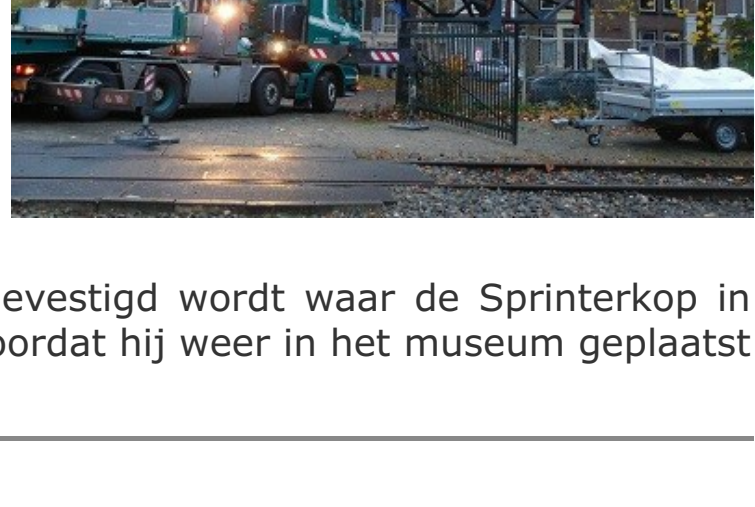 evestigd wordt waar de Sprinterkop in
oordat hij weer in het museum geplaatst